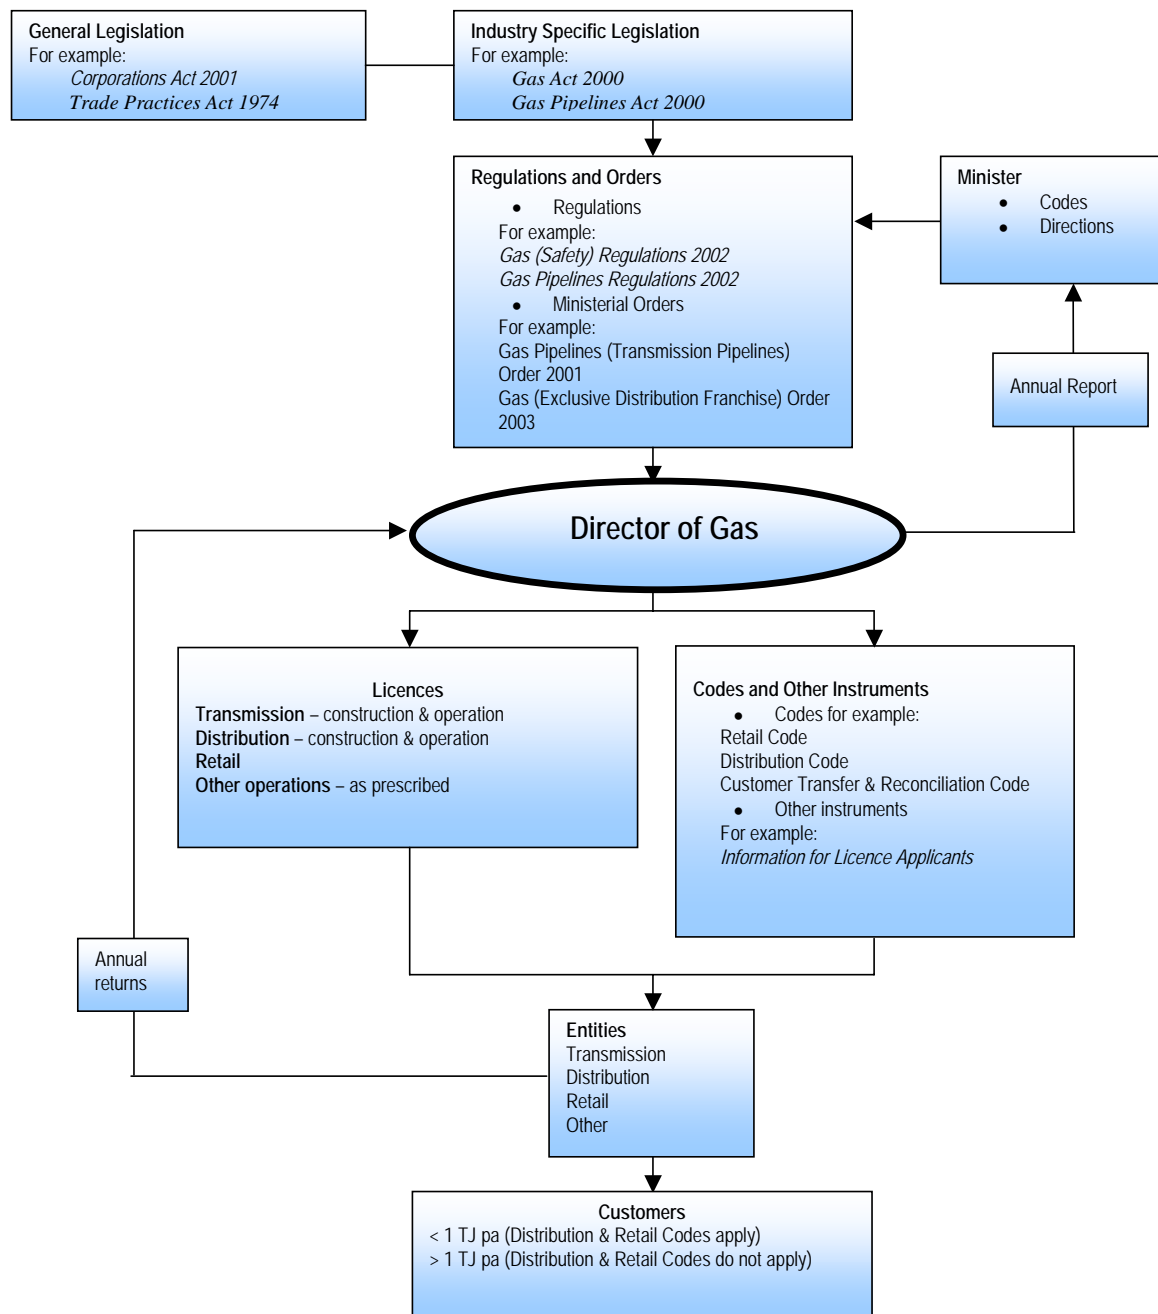 General Legislation
For example:
Corporations Act 2001
Trade Practices Act 1974
Industry Specific Legislation
For example:
Gas Act 2000
Gas Pipelines Act 2000
Regulations and Orders
• Regulations
For example:
Gas (Safety) Regulations 2002
Gas Pipelines Regulations 2002
• Ministerial Orders
For example:
Gas Pipelines (Transmission Pipelines)
Order 2001
Gas (Exclusive Distribution Franchise) Order
2003
Minister
• Codes
• Directions
Annual Report
Director of Gas
Licences
Transmission – construction & operation
Distribution – construction & operation
Retail
Other operations – as prescribed
Codes and Other Instruments
• Codes for example:
Retail Code
Distribution Code
Customer Transfer & Reconciliation Code
• Other instruments
For example:
Information for Licence Applicants
Annual
returns
Entities
Transmission
Distribution
Retail
Other
Customers
< 1 TJ pa (Distribution & Retail Codes apply)
> 1 TJ pa (Distribution & Retail Codes do not apply)